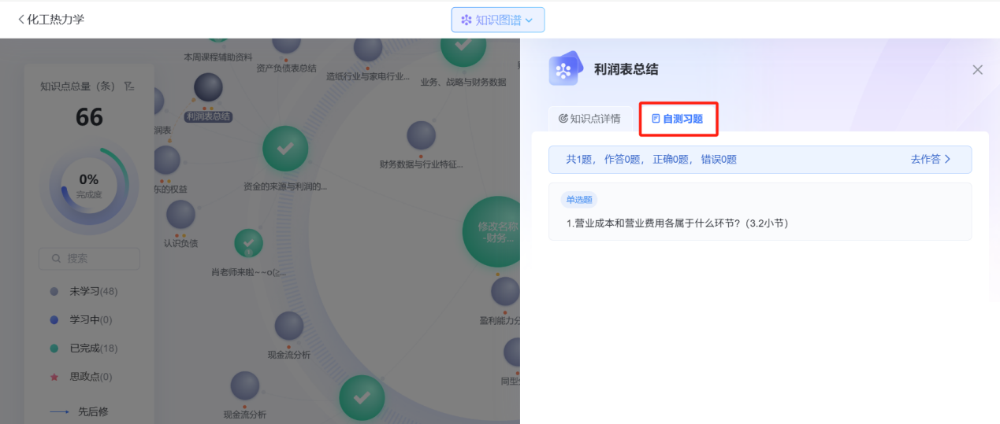 化工热力学
知识图谱
知识点总量（条）
66
0%
完成度
搜索
未学习(48)
学习中(0)
已完成(18)
思政点(0)
先后修
本周课程辅助资料
资产负债表总结
造纸行业与家电行业...
业务、战略与财务数据
利润表总结
润表
财务数据与行业特征...
东的权益
资金的来源与利润的...
认识负债
修改名称
-财务...
肖老师来啦~~o(≥...
盈利能力分
现金流分析
同型
现金流分析
利润表总结
知识点详情
自测习题
共1题， 作答0题， 正确0题， 错误0题
去作答
单选题
1.营业成本和营业费用各属于什么环节?（3.2小节）